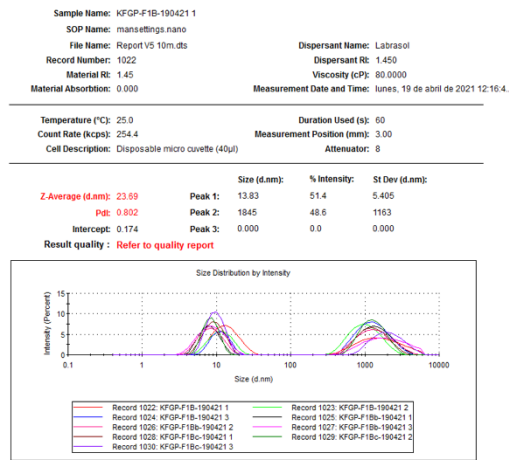 Sample Name: KFGP-F1B-190421 1
SOP Name: mansettings.nano
File Name: Report V5 10m.dts Dispersant Name: Labrasol
Record Number: 1022 Dispersant RI: 1.450
Material RI: 1.45 Viscosity (cP): 80.0000
Material Absorbtion: 0.000 Measurement Date and Time: lunes, 19 de abril de 2021 12:16:4..
Temperature (°C): 25.0 Duration Used (s): 60
Count Rate (kcps): 254.4 Measurement Position (mm): 3.00
Cell Description: Disposable micro cuvette (40µl) Attenuator: 8
Size (d.nm): % Intensity: St Dev (d.nm):
Z-Average (d.nm): 23.69 Peak 1: 13.83 51.4 5.405
PdI: 0.802 Peak 2: 1845 48.6 1163
Intercept: 0.174 Peak 3: 0.000 0.0 0.000
Result quality : Refer to quality report
Size Distribution by Intensity
Intensity (Percent)
15
10
5
0
0.1 1 10 100 1000 10000
Size (d.nm)
Record 1022: KFGP-F1B-190421 1 Record 1023: KFGP-F1B-190421 2
Record 1024: KFGP-F1B-190421 3 Record 1025: KFGP-F1Bb-190421 1
Record 1026: KFGP-F1Bb-190421 2 Record 1027: KFGP-F1Bb-190421 3
Record 1028: KFGP-F1Bc-190421 1 Record 1029: KFGP-F1Bc-190421 2
Record 1030: KFGP-F1Bc-190421 3